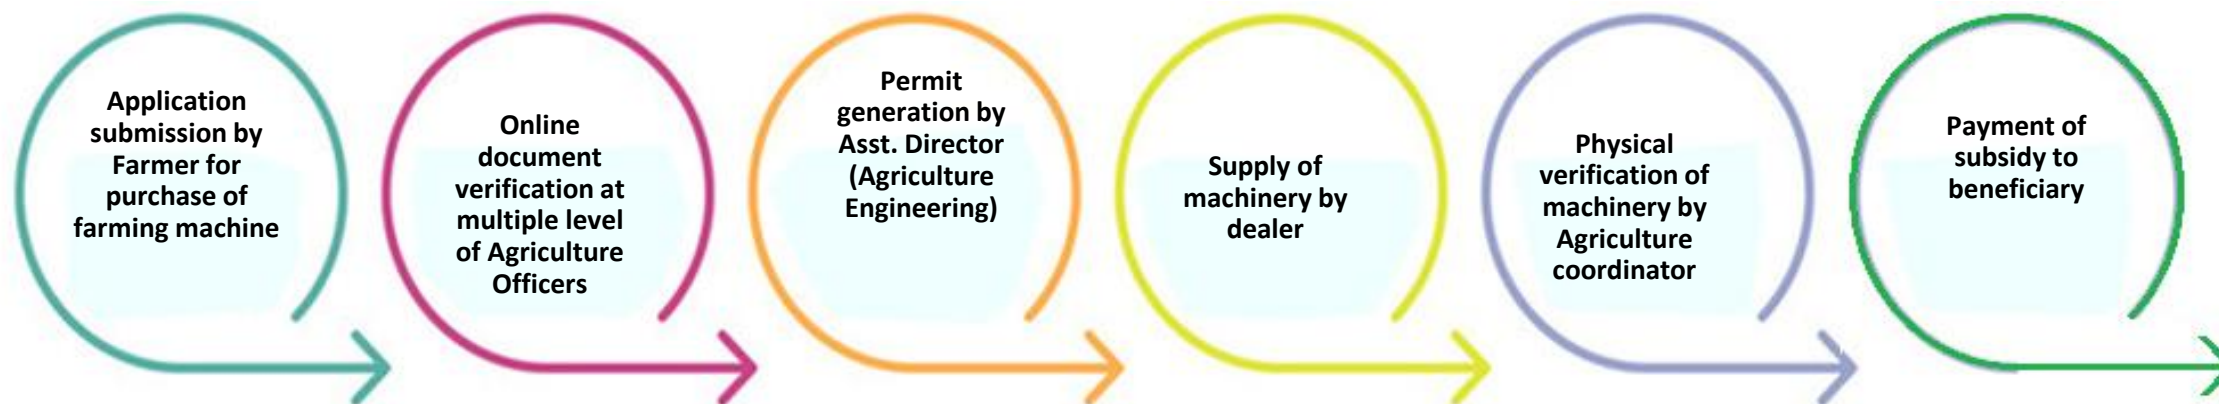 Application
submission by
Farmer for
purchase of
farming machine
Online
document
verification at
multiple level
of Agriculture
Officers
Permit
generation by
Asst. Director
(Agriculture
Engineering)
Supply of
machinery by
dealer
Physical
verification of
machinery by
Agriculture
coordinator
Payment of
subsidy to
beneficiary